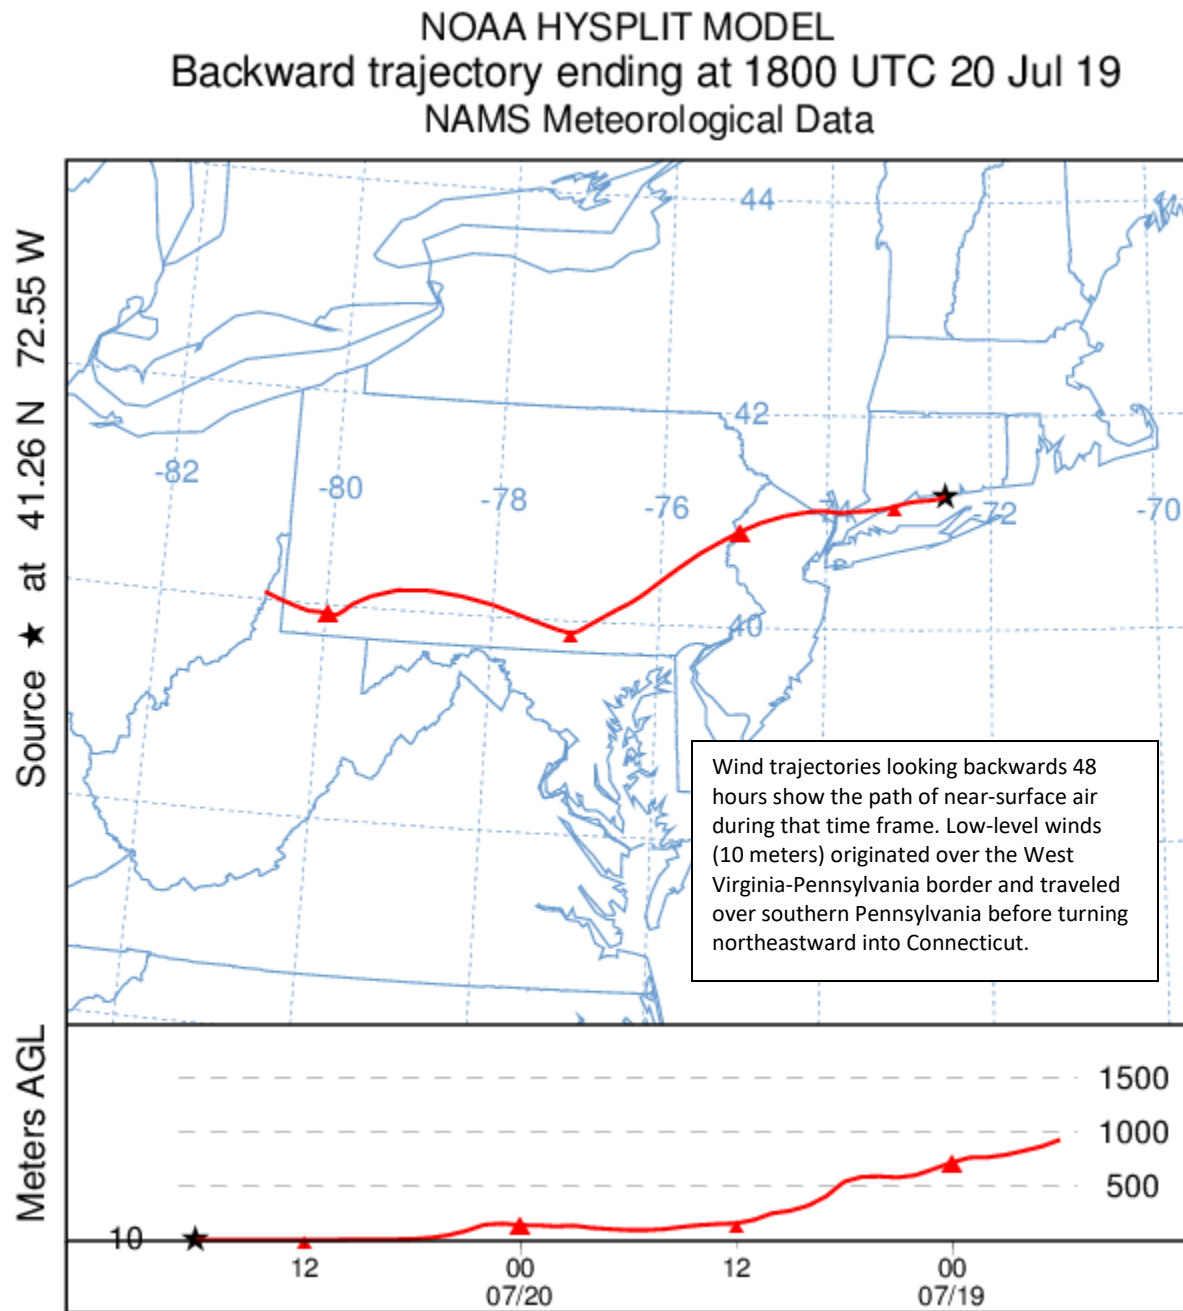 NOAA HYSPLIT MODEL
Backward trajectory ending at 1800 UTC 20 Jul 19
NAMS Meteorological Data
Source ★ at 41.26 N 72.55 W
44
42
-82
-80
-78
-76
-74
-72
-70
40
Wind trajectories looking backwards 48
hours show the path of near-surface air
during that time frame. Low-level winds
(10 meters) originated over the West
Virginia-Pennsylvania border and traveled
over southern Pennsylvania before turning
northeastward into Connecticut.
Meters AGL
1500
1000
500
10
12
00
12
00
07/20
07/19